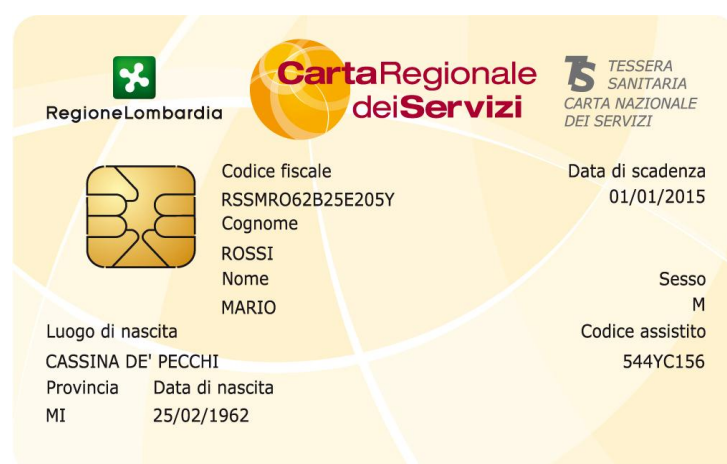 RegioneLombardia
CartaRegionale
deiServizi
TS
TESSERA
SANITARIA
CARTA NAZIONALE
DEI SERVIZI
Codice fiscale
RSSMRO62B25E205Y
Cognome
ROSSI
Nome
MARIO
Data di scadenza
01/01/2015
Sesso
M
Luogo di nascita
CASSINA DE' PECCHI
Codice assistito
544YC156
Provincia Data di nascita
MI 25/02/1962